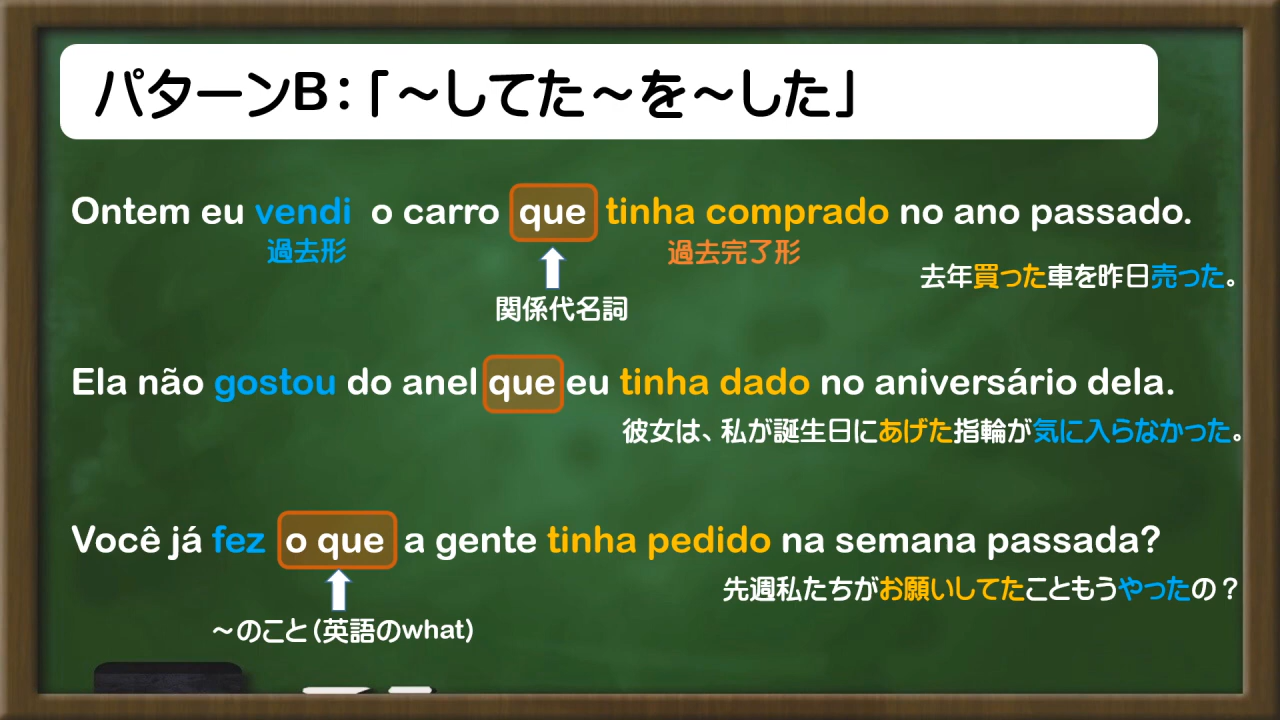 パターンB：「～してた～を～した」
Ontem eu vendi o carro que tinha comprado no ano passado.
過去形
過去完了形
関係代名詞
去年買った車を昨日売った。
Ela não gostou do anel que eu tinha dado no aniversário dela.
彼女は、私が誕生日にあげた指輪が気に入らなかった。
Você já fez o que a gente tinha pedido na semana passada?
先週私たちがお願いしてたこともうやったの？
～のこと(英語のwhat)